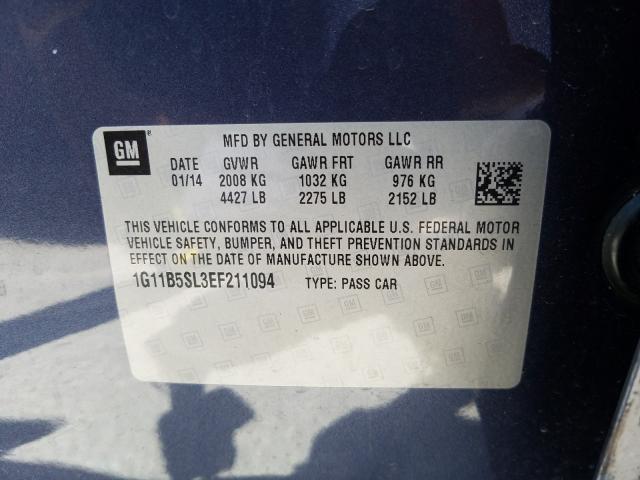 GM
MFD BY GENERAL MOTORS LLC
DATE GVWR GAWR FRT GAWR RR
01/14 2008 KG 1032 KG 976 KG
4427 LB 2275 LB 2152 LB
THIS VEHICLE CONFORMS TO ALL APPLICABLE U.S. FEDERAL MOTOR
VEHICLE SAFETY, BUMPER, AND THEFT PREVENTION STANDARDS IN
EFFECT ON THE DATE OF MANUFACTURE SHOWN ABOVE.
1G11B5SL3EF211094 TYPE: PASS CAR